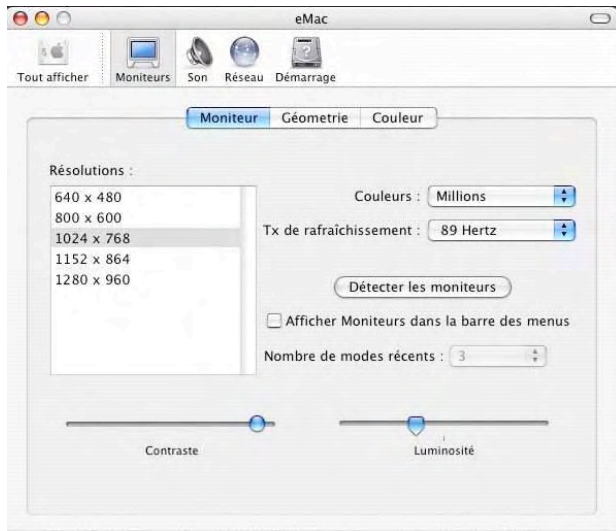 eMac
Tout afficher Moniteurs Son Réseau Démarrage
Moniteur Géometrie Couleur
Résolutions :
640 x 480
800 x 600
1024 x 768
1152 x 864
1280 x 960
Couleurs : Millions
Tx de rafraîchissement : 89 Hertz
Détecter les moniteurs
Afficher Moniteurs dans la barre des menus
Nombre de modes récents : 3
Contraste
Luminosité